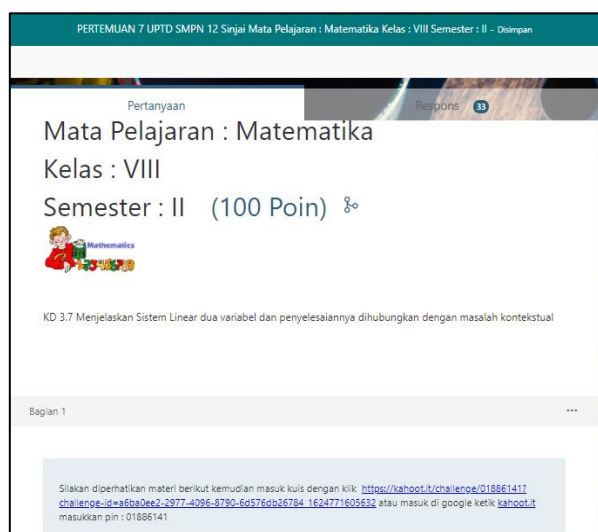 PERTEMUAN 7 UPTD SMPN 12 Sinjai Mata Pelajaran : Matematika Kelas : VIII Semester : II - Disimpan
Pertanyaan
Respons 33
Mata Pelajaran : Matematika
Kelas : VIII
Semester : II (100 Poin)
Mathematics
KD 3.7 Menjelaskan Sistem Linear dua variabel dan penyelesaiannya dihubungkan dengan masalah kontekstual
Bagian 1
...
Silakan diperhatikan materi berikut kemudian masuk kuis dengan klik https://kahoot.it/challenge/01886141?
challenge-id=a6ba0ee2-2977-4096-8790-6d576db26784_1624771605632 atau masuk di google ketik kahoot.it
masukkan pin : 01886141